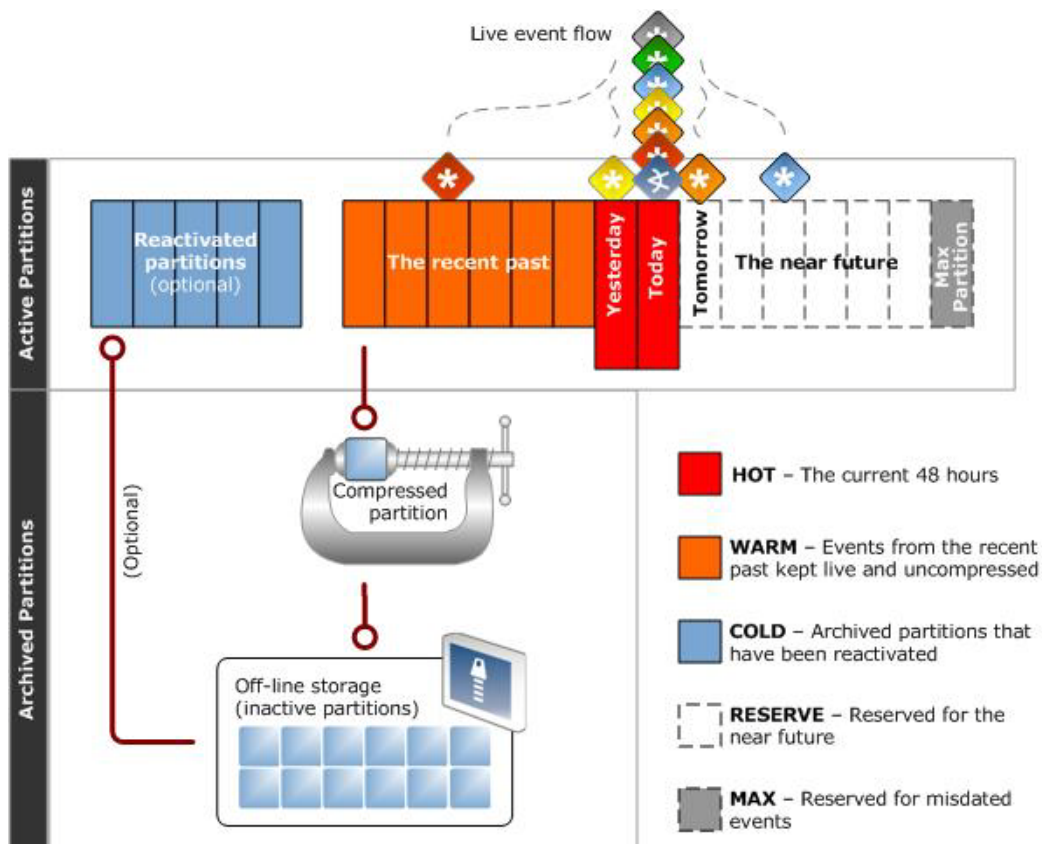 Live event flow
Active Partitions
Reactivated
partitions
(optional)
The recent past
Yesterday
Today
Tomorrow
The near future
Max
Partition
Archived Partitions
(Optional)
Compressed
partition
Off-line storage
(inactive partitions)
HOT – The current 48 hours
WARM – Events from the recent
past kept live and uncompressed
COLD – Archived partitions that
have been reactivated
RESERVE – Reserved for the
near future
MAX – Reserved for misdated
events